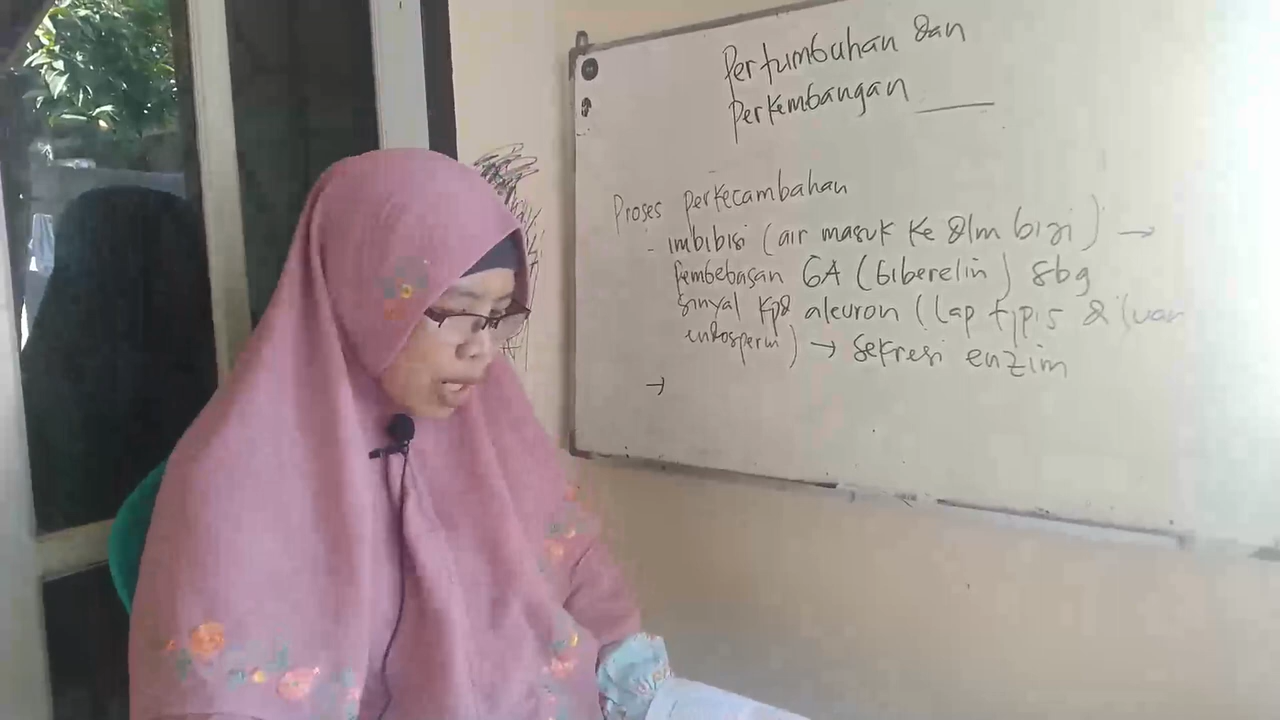 Pertumbuhan dan
Perkembangan
Proses perkecambahan
- imbibisi (air masuk ke dlm biji) →
Pembebasan GA (Giberelin) sbg
sinyal kpd aleuron (lap tipis & luar
endosperm) → sekresi enzim
→